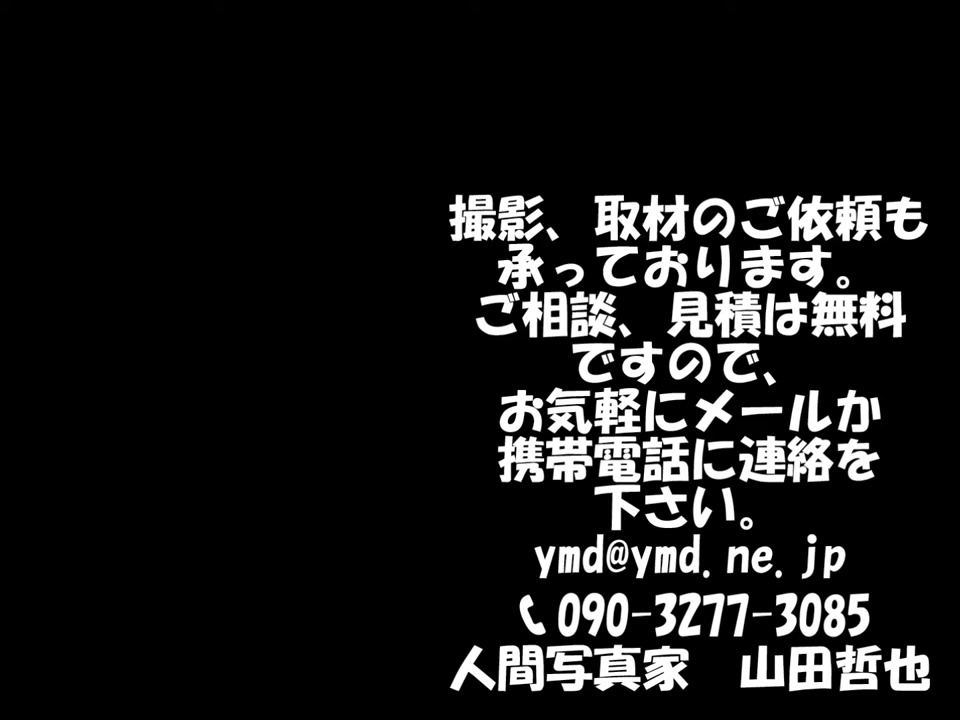 撮影、取材のご依頼も
承っております。
ご相談、見積は無料
ですので、
お気軽にメールか
携帯電話に連絡を
下さい。
ymd@ymd.ne.jp
📞090-3277-3085
人間写真家　山田哲也